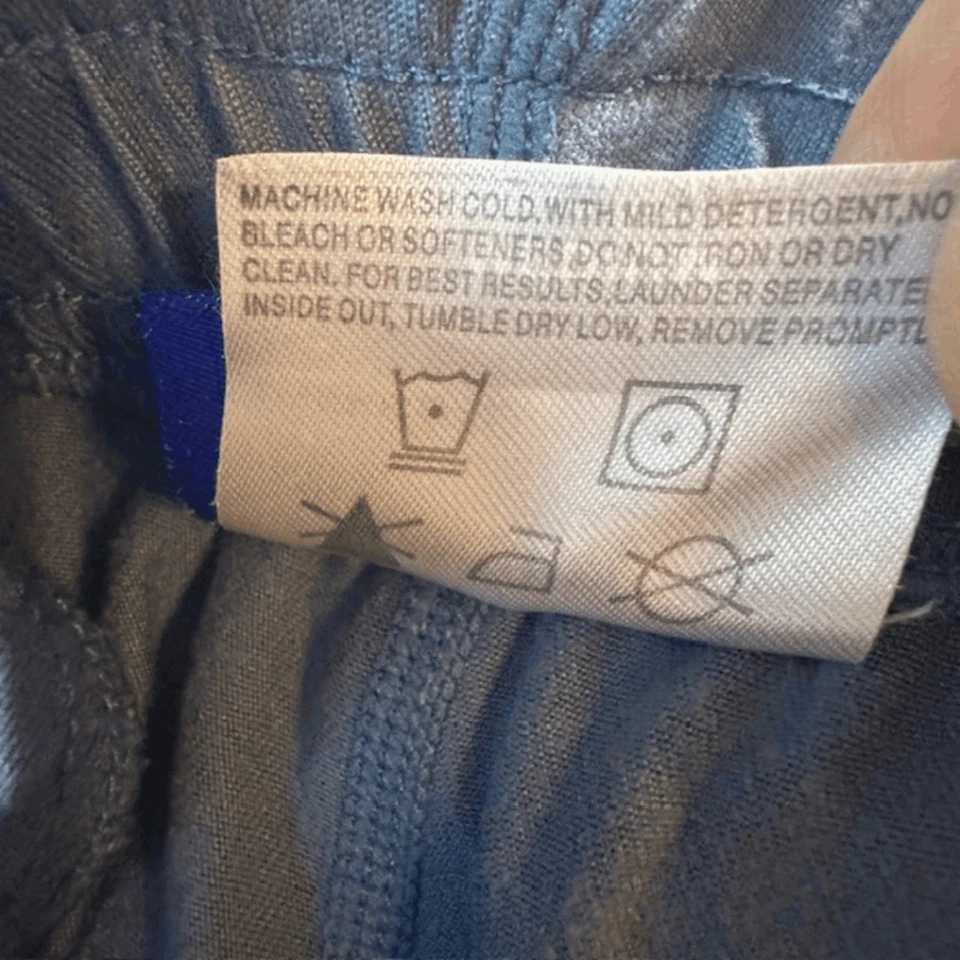 MACHINE WASH COLD, WITH MILD DETERGENT, NO
BLEACH OR SOFTENERS DO NOT IRON OR DRY
CLEAN. FOR BEST RESULTS, LAUNDER SEPARATE
INSIDE OUT, TUMBLE DRY LOW, REMOVE PROMPTL